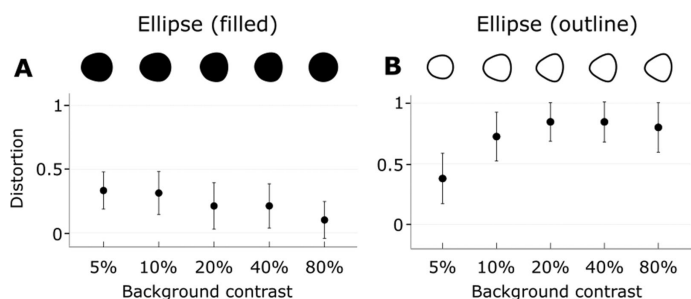 Ellipse (filled)
A
Distortion
1
0.5
0
5% 10% 20% 40% 80%
Background contrast
Ellipse (outline)
B
1
0.5
0
5% 10% 20% 40% 80%
Background contrast